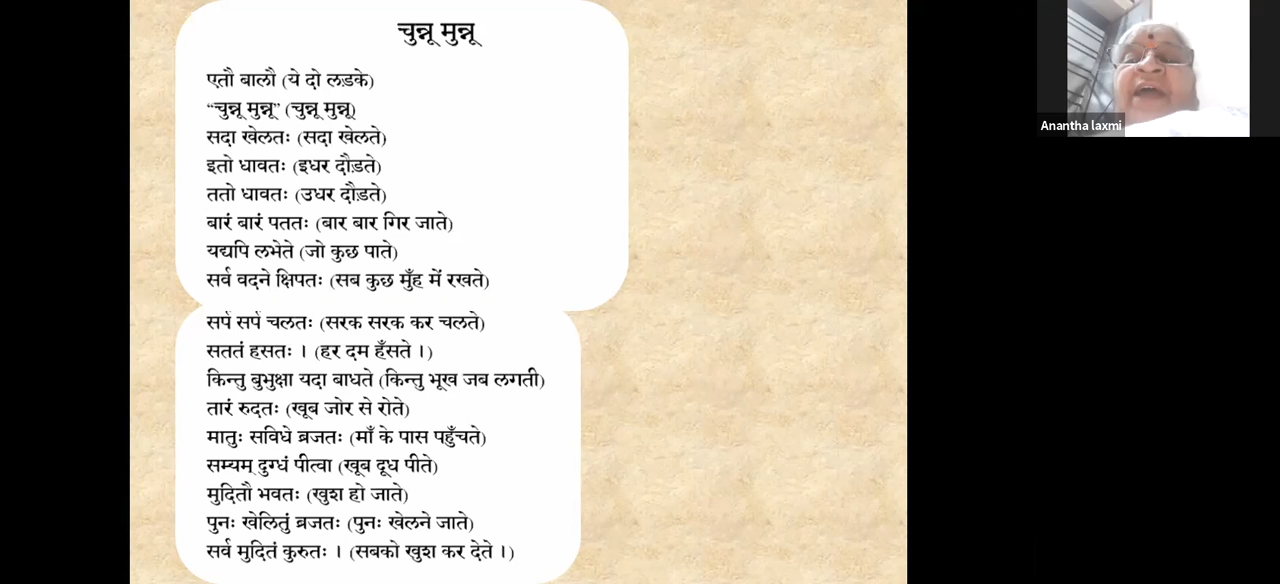 चुन्नू मुन्नू
एतौ बालौ (ये दो लडके)
“चुन्नू मुन्नू” (चुन्नू मुन्नू)
सदा खेलतः (सदा खेलते)
इतो धावतः (इधर दौडते)
ततो धावतः (उधर दौड़ते)
बारं बारं पततः (बार बार गिर जाते)
यद्यपि लभेते (जो कुछ पाते)
सर्व वदने क्षिपतः (सब कुछ मुँह में रखते)
सर्प सर्प चलतः (सरक सरक कर चलते)
सततं हसतः । (हर दम हँसते ।)
किन्तु बुभुक्षा यदा बाधते (किन्तु भूख जब लगती)
तारं रुदतः (खूब जोर से रोते)
मातुः सविधे ब्रजतः (माँ के पास पहुँचते)
सम्यम् दुग्धं पीत्वा (खूब दूध पीते)
मुदितौ भवतः (खुश हो जाते)
पुनः खेलितुं ब्रजतः (पुनः खेलने जाते)
सर्व मुदितं कुरुतः । (सबको खुश कर देते ।)
Anantha laxmi